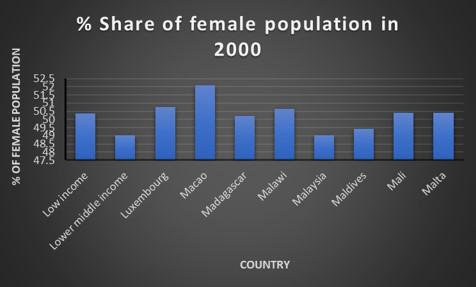 % Share of female population in
2000
% OF FEMALE POPULATION
52.5
52
51.5
51
50.5
50
49.5
49
48.5
48
47.5
Low income
Lower middle income
Luxembourg
Macao
Madagascar
Malawi
Malaysia
Maldives
Mali
Malta
COUNTRY